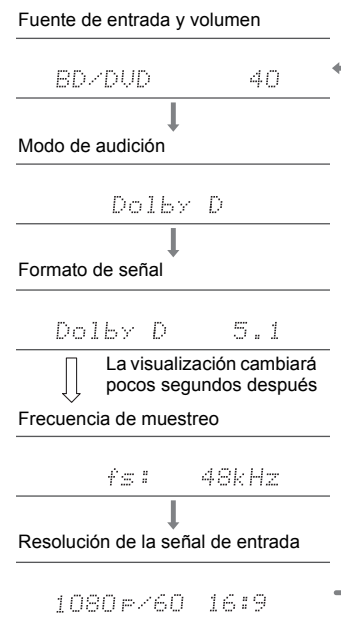 Fuente de entrada y volumen
BD/DVD 40
Modo de audición
Dolby D
Formato de señal
Dolby D 5.1
La visualización cambiará
pocos segundos después
Frecuencia de muestreo
fs: 48kHz
Resolución de la señal de entrada
1080p/60 16:9